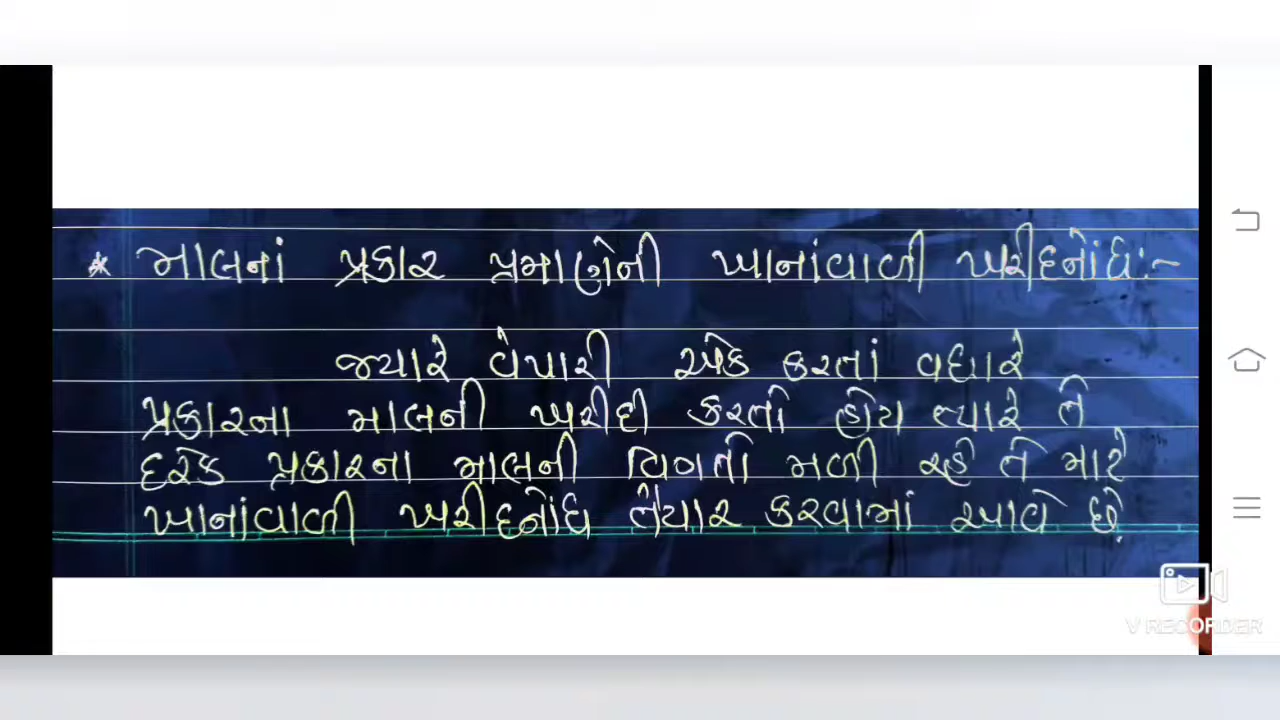 * માલનાં પ્રકાર પ્રમાણેની ખાનાંવાળી ખરીદનોંધ:-
જ્યારે વેપારી એક કરતાં વધારે
પ્રકારના માલની ખરીદી કરતો હોય ત્યારે તે
દરેક પ્રકારના માલની વિગતો મળી રહે તે માટે
ખાનાંવાળી ખરીદનોંધ તૈયાર કરવામાં આવે છે.
V RECORDER